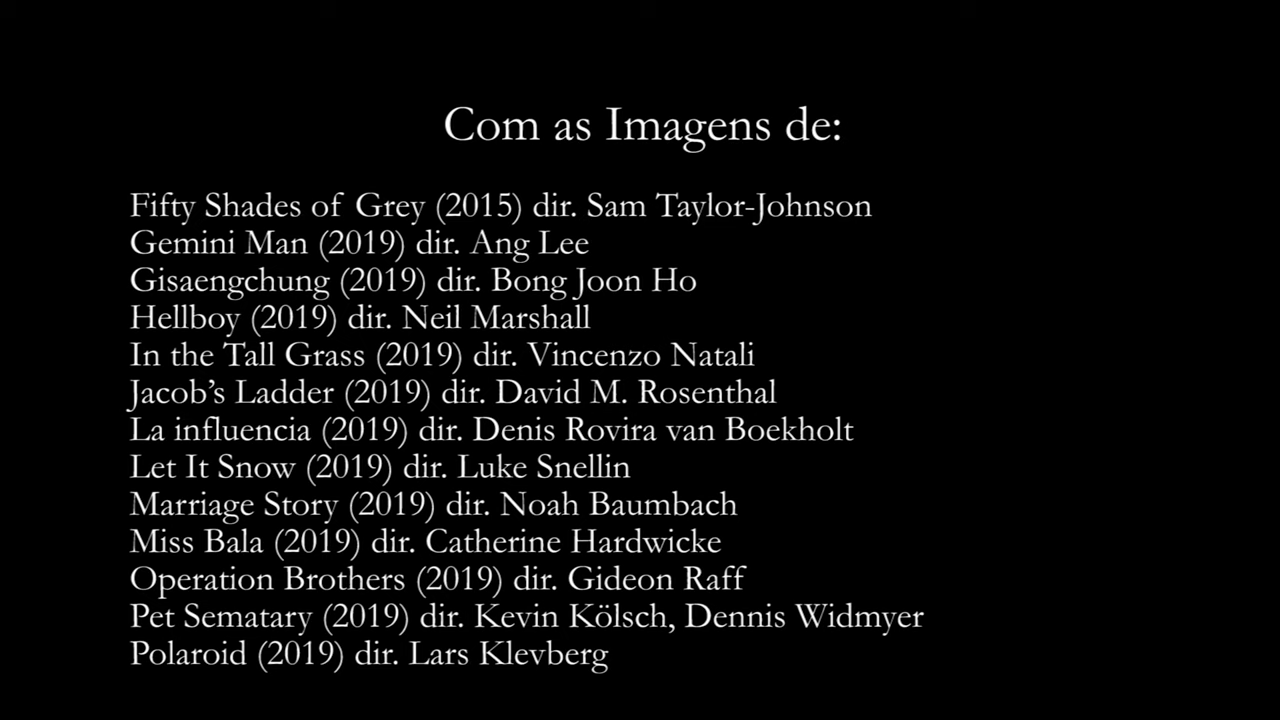 Com as Imagens de:
Fifty Shades of Grey (2015) dir. Sam Taylor-Johnson
Gemini Man (2019) dir. Ang Lee
Gisaengchung (2019) dir. Bong Joon Ho
Hellboy (2019) dir. Neil Marshall
In the Tall Grass (2019) dir. Vincenzo Natali
Jacob’s Ladder (2019) dir. David M. Rosenthal
La influencia (2019) dir. Denis Rovira van Boekholt
Let It Snow (2019) dir. Luke Snellin
Marriage Story (2019) dir. Noah Baumbach
Miss Bala (2019) dir. Catherine Hardwicke
Operation Brothers (2019) dir. Gideon Raff
Pet Sematary (2019) dir. Kevin Kölsch, Dennis Widmyer
Polaroid (2019) dir. Lars Klevberg